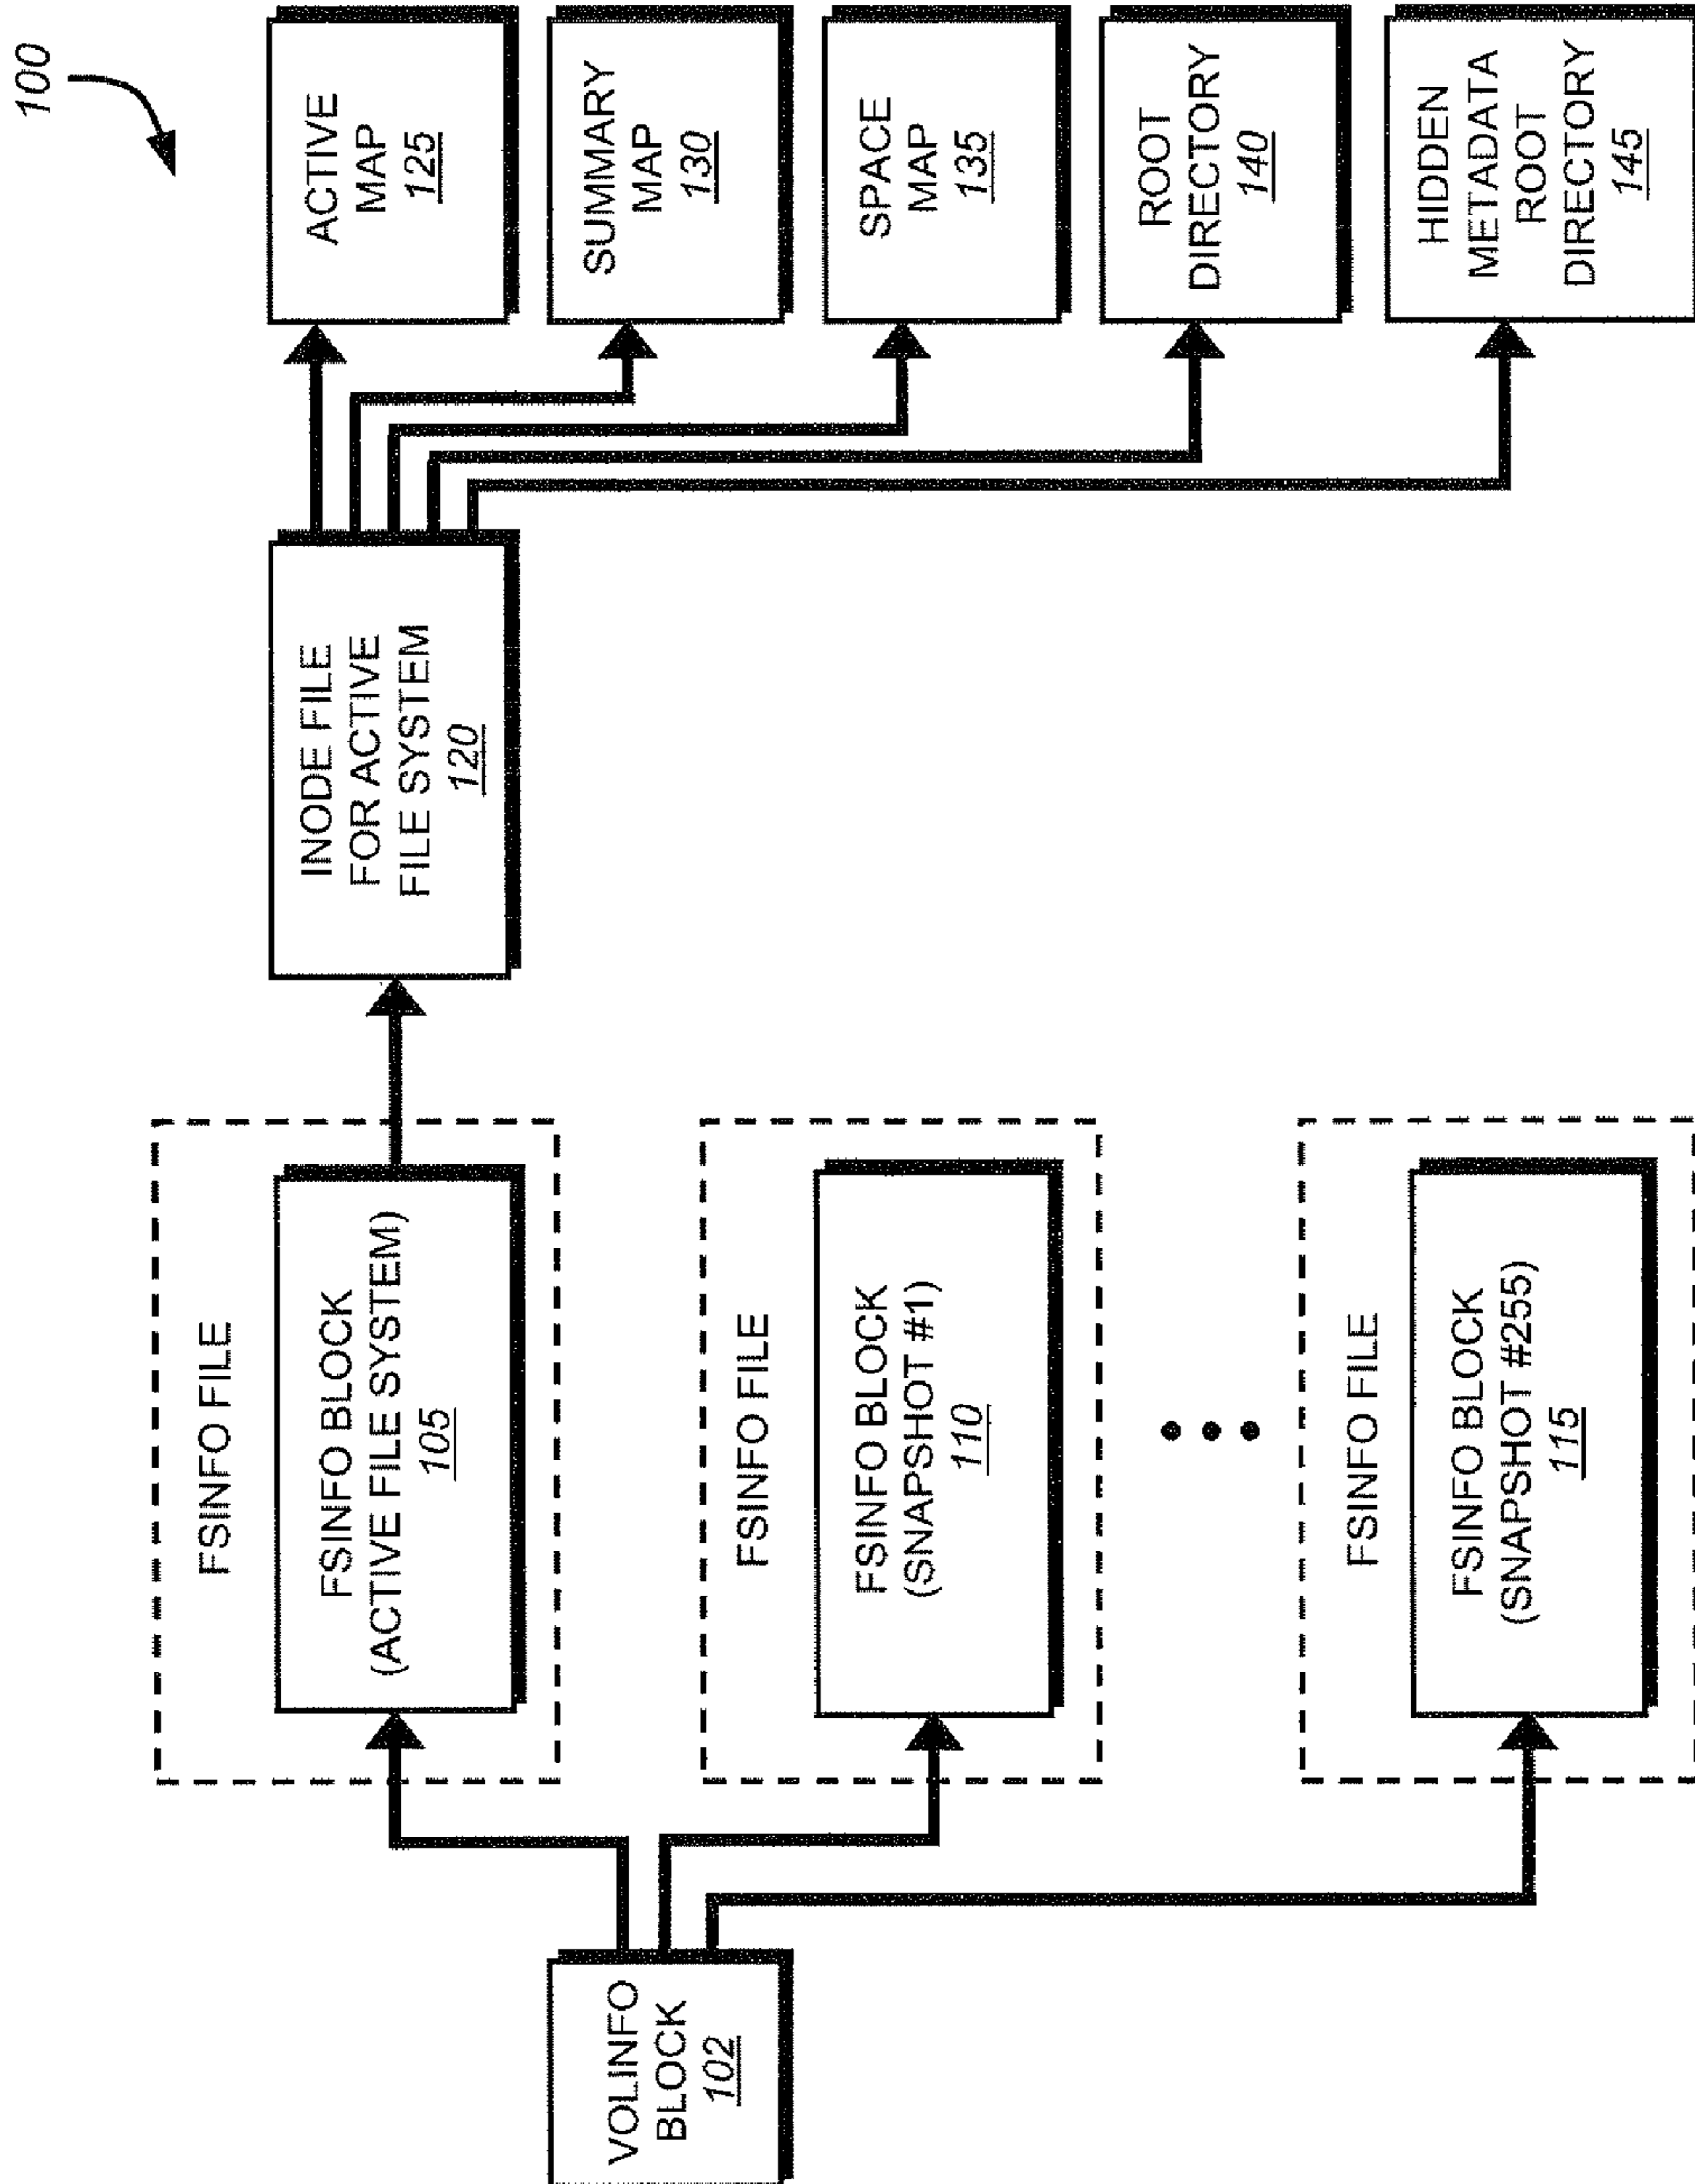 100
VOLINFO
BLOCK
102
FSINFO FILE
FSINFO BLOCK
(ACTIVE FILE SYSTEM)
105
FSINFO FILE
FSINFO BLOCK
(SNAPSHOT #1)
110
FSINFO FILE
FSINFO BLOCK
(SNAPSHOT #255)
115
INODE FILE
FOR ACTIVE
FILE SYSTEM
120
ACTIVE
MAP
125
SUMMARY
MAP
130
SPACE
MAP
135
ROOT
DIRECTORY
140
HIDDEN
METADATA
ROOT
DIRECTORY
145